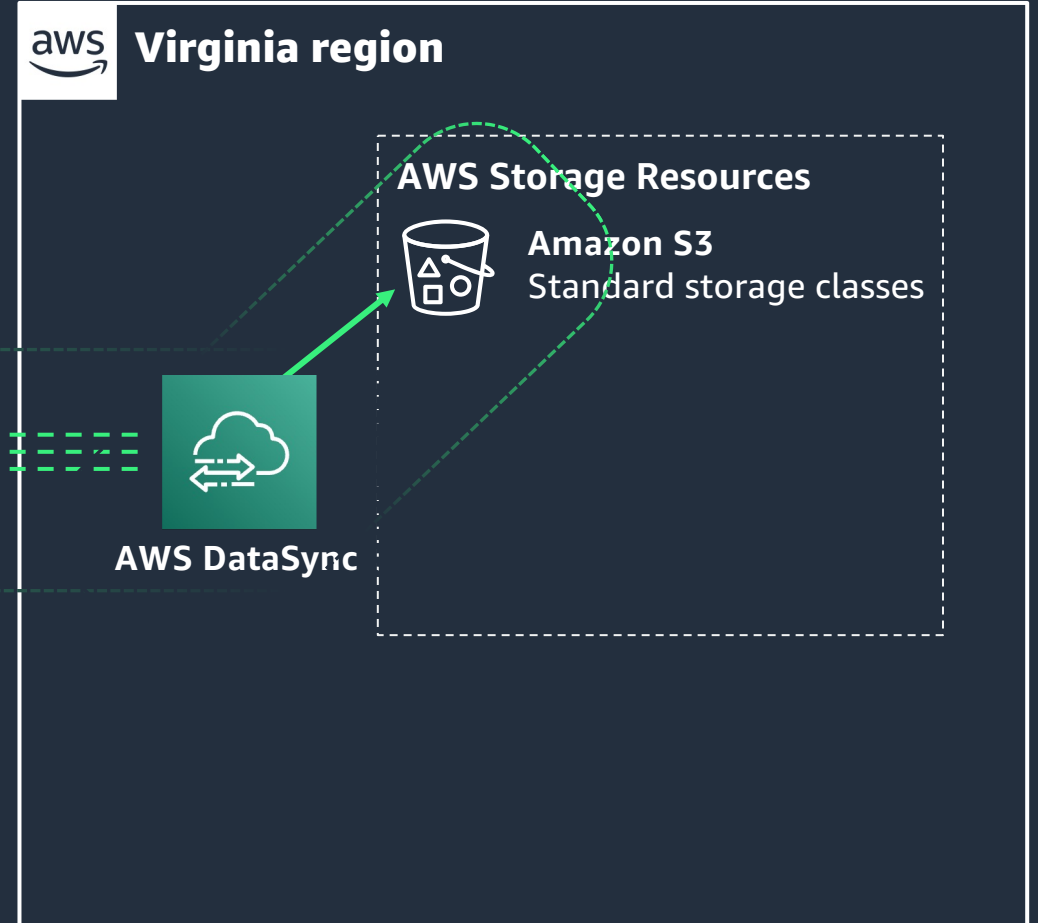 aws
Virginia region
AWS Storage Resources
Amazon S3
Standard storage classes
AWS DataSync